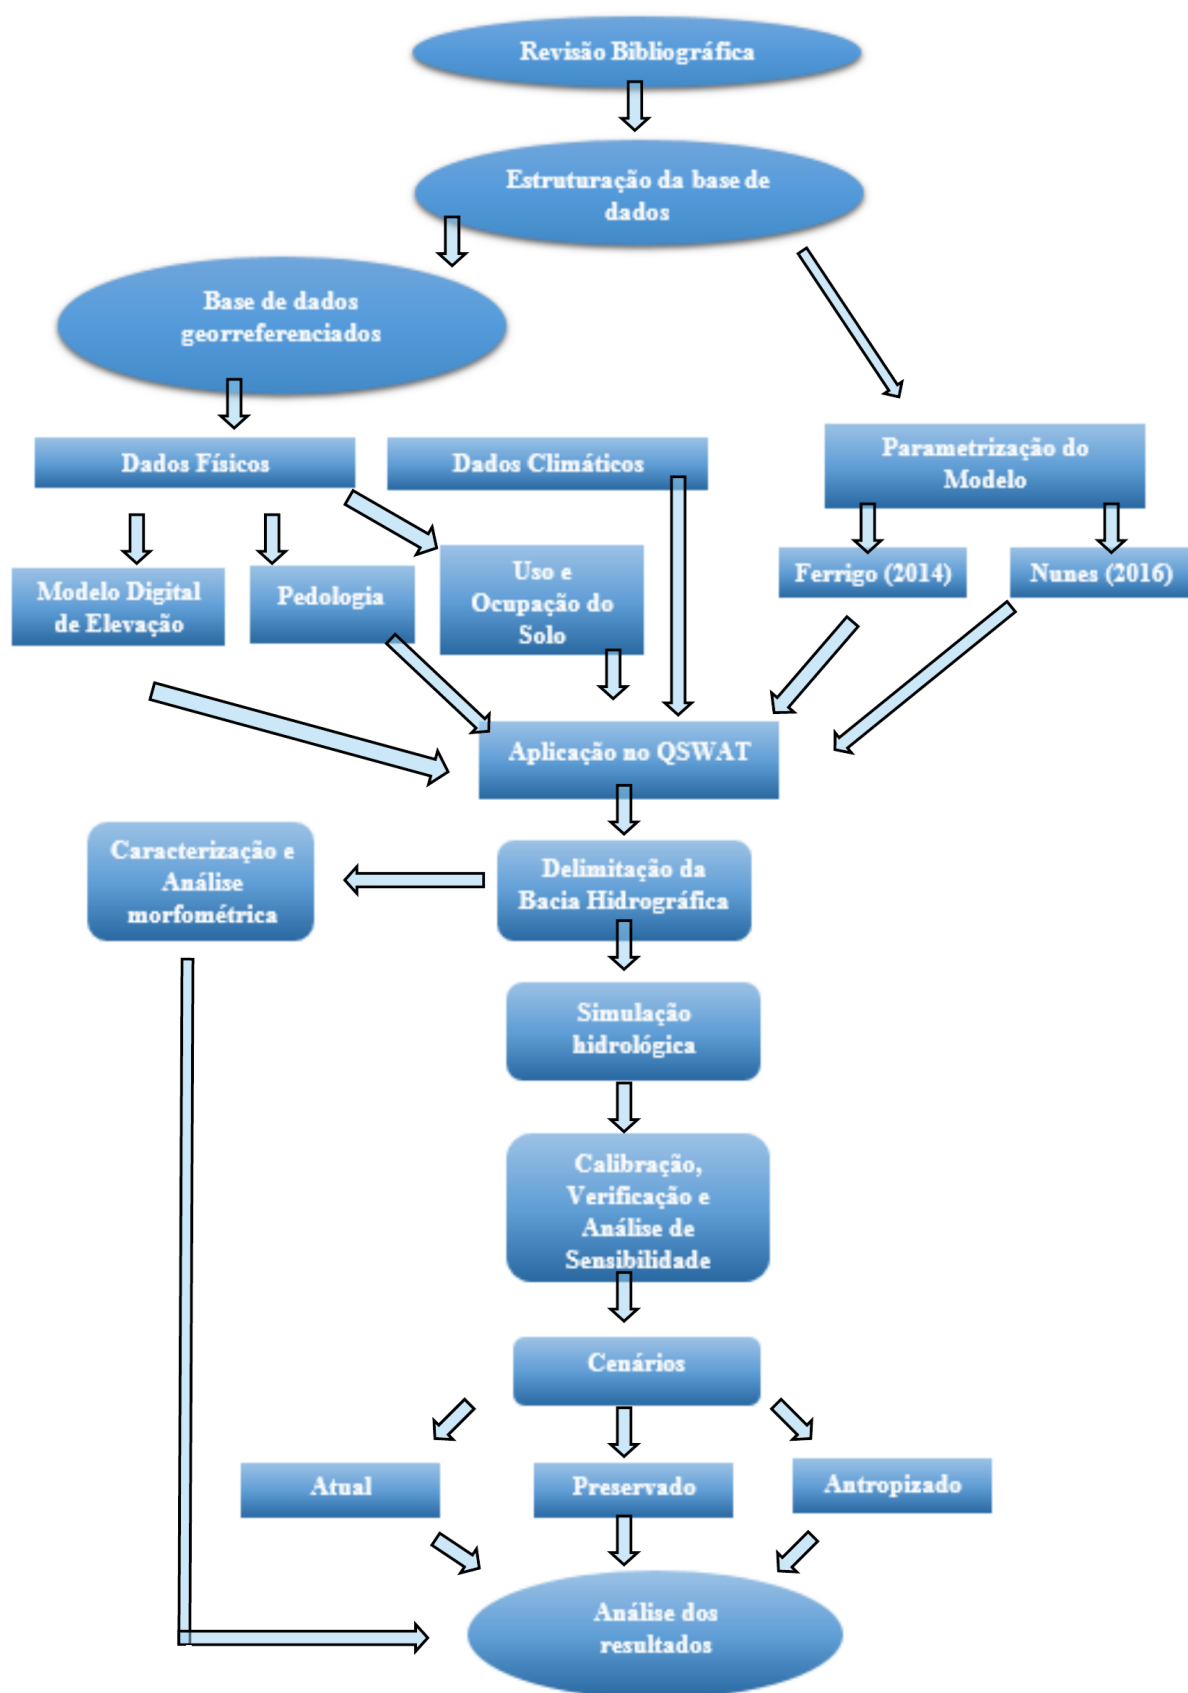 Revisão Bibliográfica
Estruturação da base de
dados
Base de dados
georreferenciados
Dados Físicos
Dados Climáticos
Parametrização do
Modelo
Modelo Digital
de Elevação
Pedologia
Uso e
Ocupação do
Solo
Ferrigo (2014)
Nunes (2016)
Aplicação no QSWAT
Caracterização e
Análise
morfométrica
Delimitação da
Bacia Hidrográfica
Simulação
hidrológica
Calibração,
Verificação e
Análise de
Sensibilidade
Cenários
Atual
Preservado
Antropizado
Análise dos
resultados